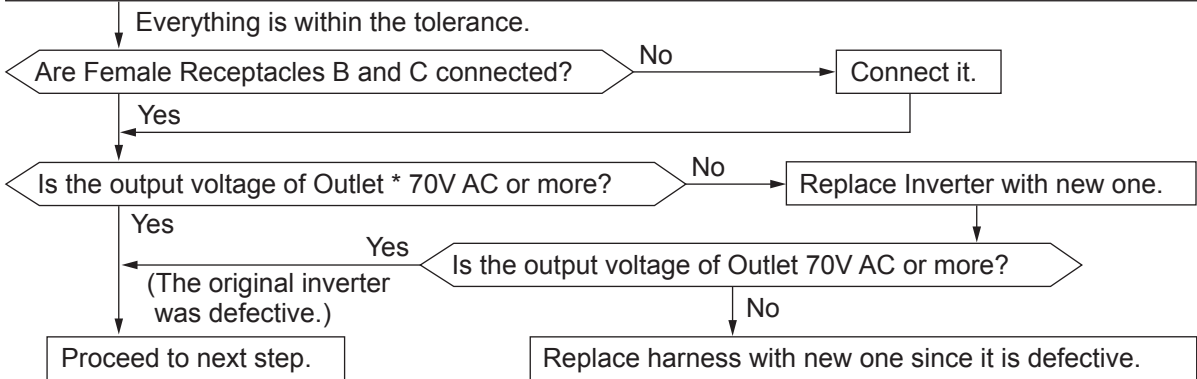 Everything is within the tolerance.
Are Female Receptacles B and C connected?
No
Connect it.
Yes
Is the output voltage of Outlet * 70V AC or more?
No
Replace Inverter with new one.
Yes
Yes
Is the output voltage of Outlet 70V AC or more?
(The original inverter
was defective.)
No
Proceed to next step.
Replace harness with new one since it is defective.